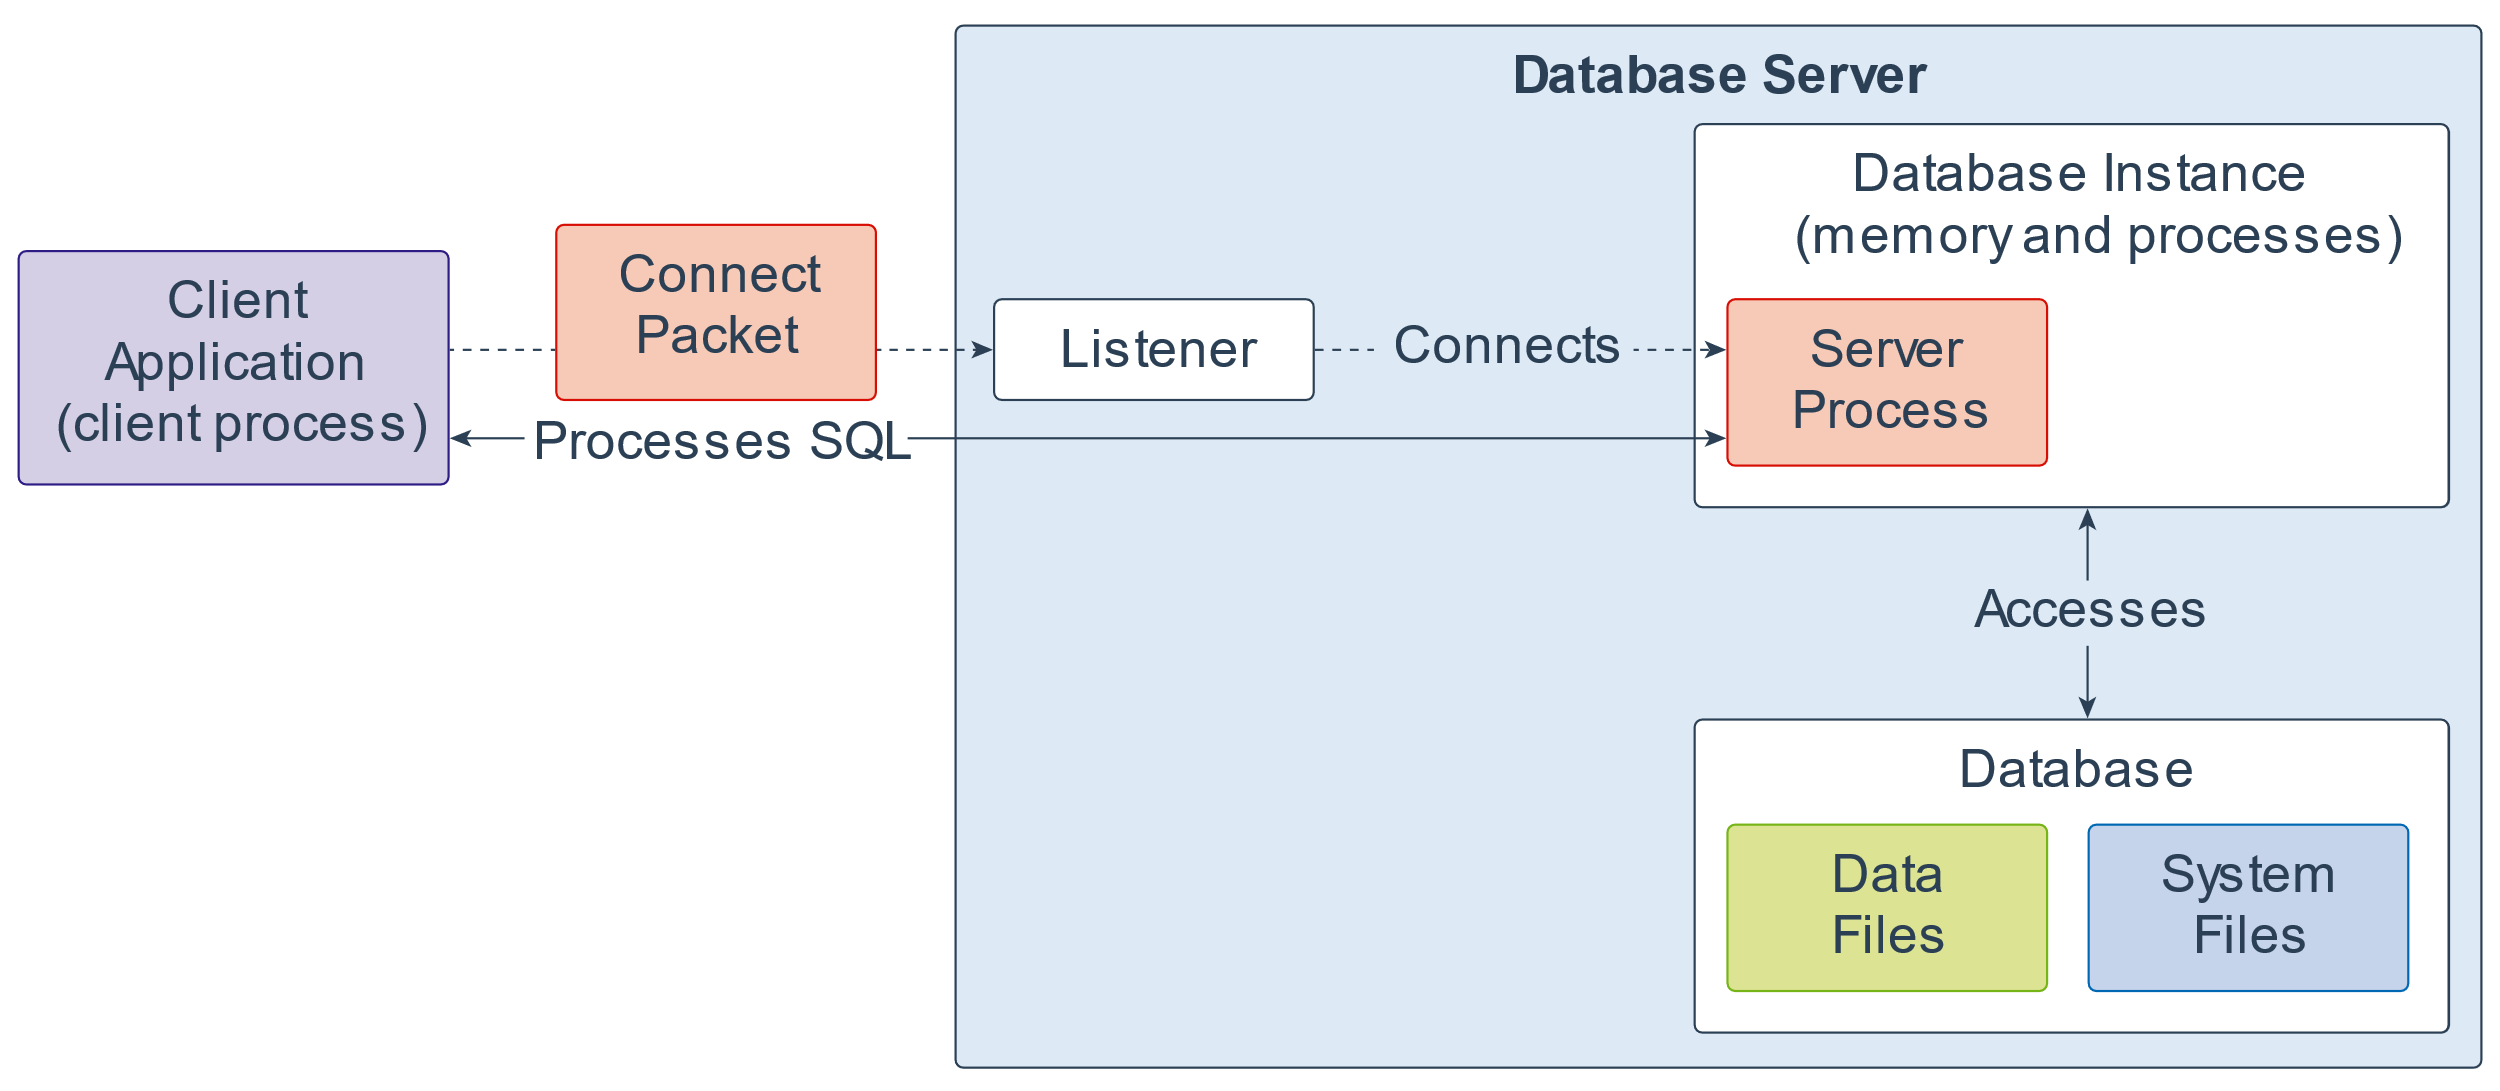 Database Server
Database Instance
(memory and processes)
Client
Application
(client process)
Connect
Packet
Listener
Connects
Server
Process
Processes SQL
Accesses
Database
Data
Files
System
Files